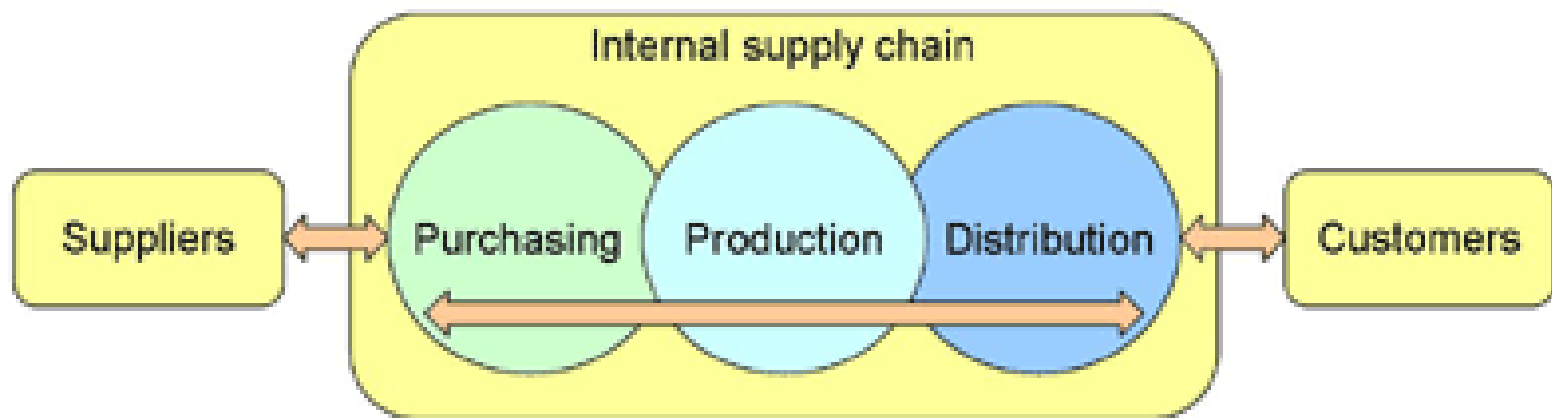 Internal supply chain
Suppliers
Purchasing
Production
Distribution
Customers